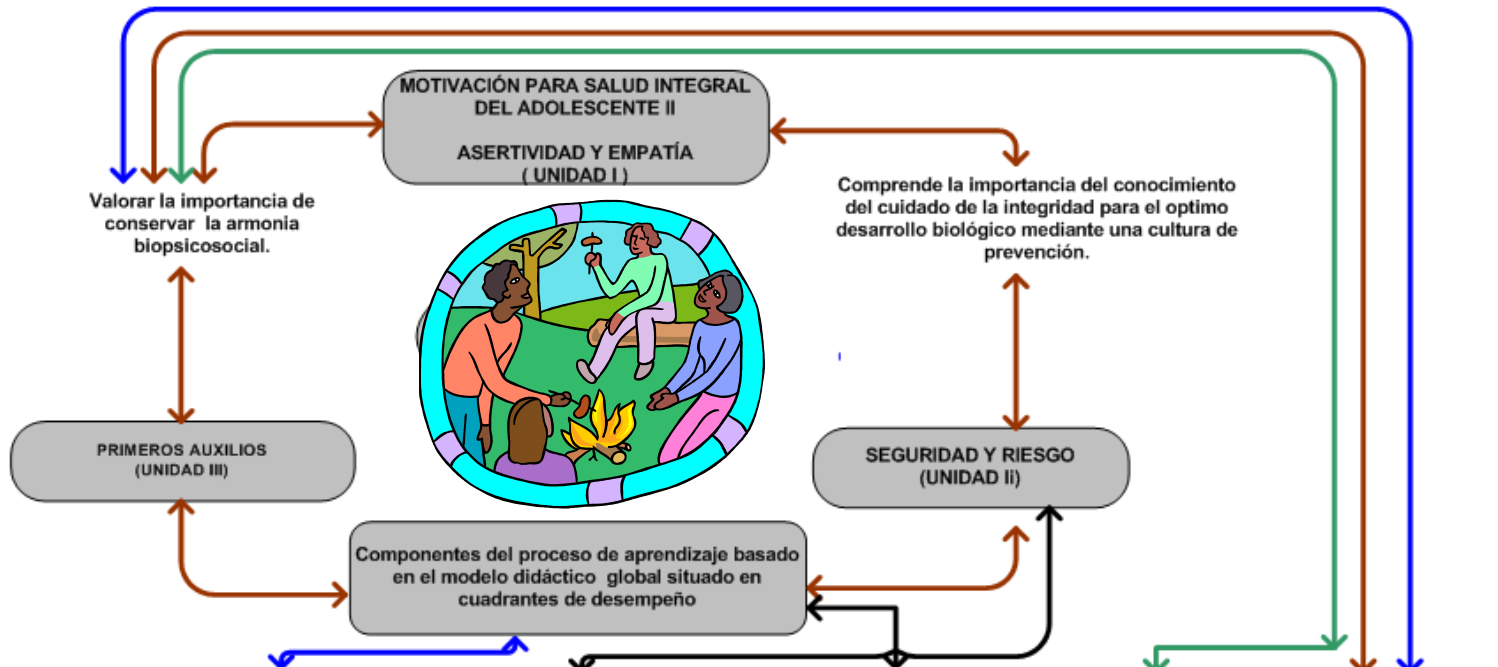 MOTIVACIÓN PARA SALUD INTEGRAL
DEL ADOLESCENTE II
ASERTIVIDAD Y EMPATÍA
( UNIDAD I )
Valorar la importancia de
conservar la armonia
biopsicosocial.
Comprende la importancia del conocimiento
del cuidado de la integridad para el optimo
desarrollo biológico mediante una cultura de
prevención.
PRIMEROS AUXILIOS
(UNIDAD III)
SEGURIDAD Y RIESGO
(UNIDAD Ii)
Componentes del proceso de aprendizaje basado
en el modelo didáctico global situado en
cuadrantes de desempeño